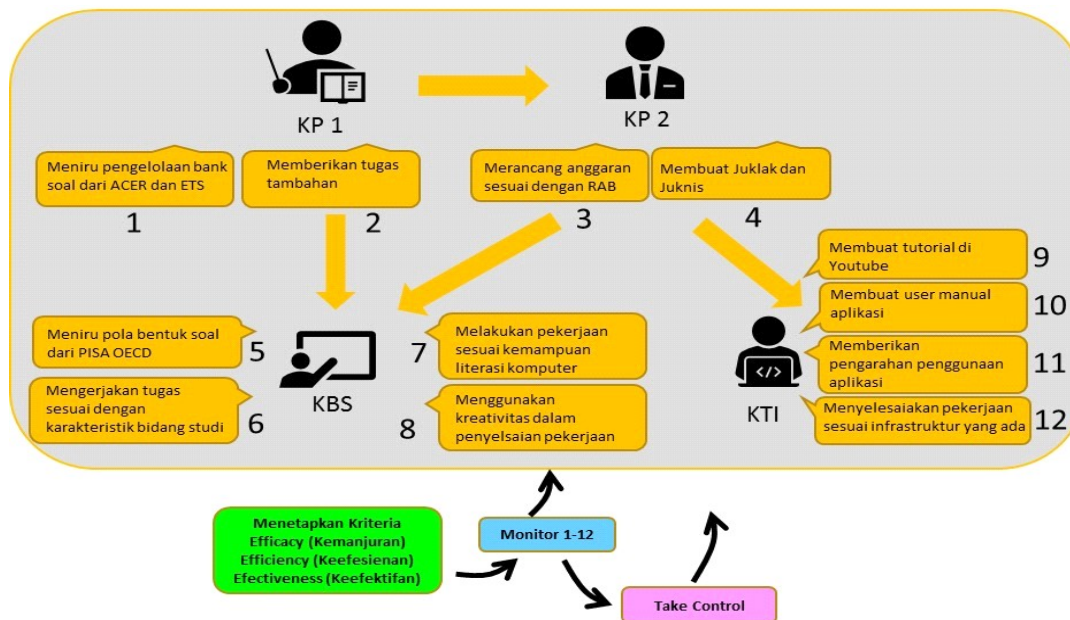 KP 1
KP 2
Meniru pengelolaan bank
soal dari ACER dan ETS
1
Memberikan tugas
tambahan
2
Merancang anggaran
sesuai dengan RAB
3
Membuat Juklak dan
Juknis
4
Meniru pola bentuk soal
dari PISA OECD
5
Mengerjakan tugas
sesuai dengan
karakteristik bidang studi
6
KBS
7
Melakukan pekerjaan
sesuai kemampuan
literasi komputer
8
Menggunakan
kreativitas dalam
penyelsaian pekerjaan
</>
KTI
Membuat tutorial di
Youtube
9
Membuat user manual
aplikasi
10
Memberikan
pengarahan penggunaan
aplikasi
11
Menyelesaiakan pekerjaan
sesuai infrastruktur yang ada
12
Menetapkan Kriteria
Efficacy (Kemanjuran)
Efficiency (Keefesienan)
Efectiveness (Keefektifan)
Monitor 1-12
Take Control